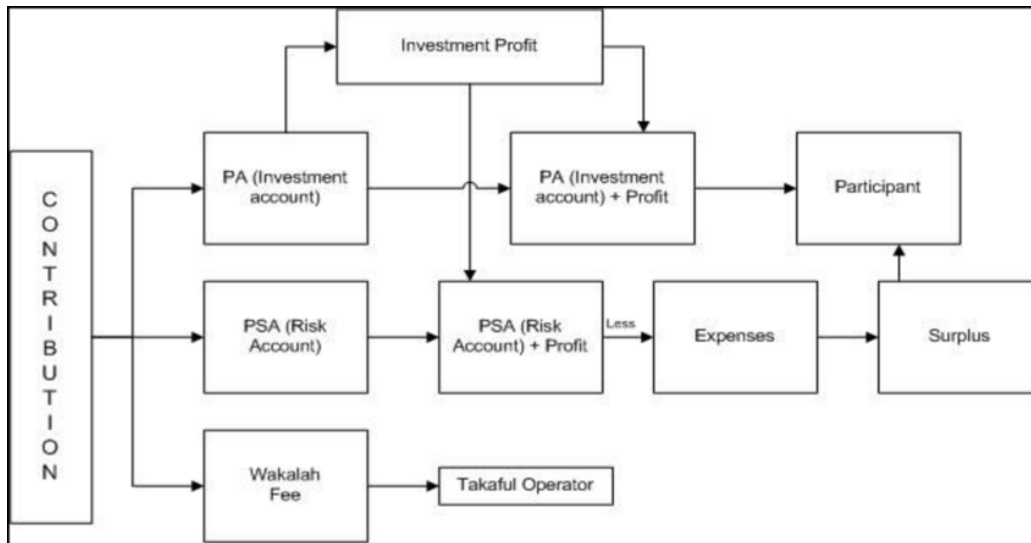 Investment Profit
PA (Investment
account)
PA (Investment
account) + Profit
Participant
CONTRIBUTION
PSA (Risk
Account)
PSA (Risk
Account) + Profit
Less
Expenses
Surplus
Wakalah
Fee
Takaful Operator